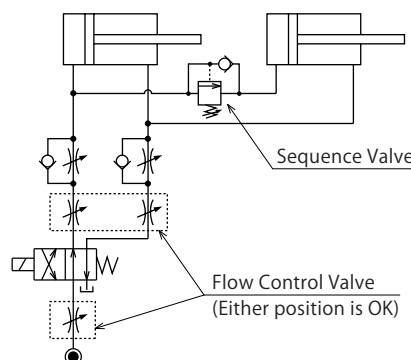 Sequence Valve
Flow Control Valve
(Either position is OK)